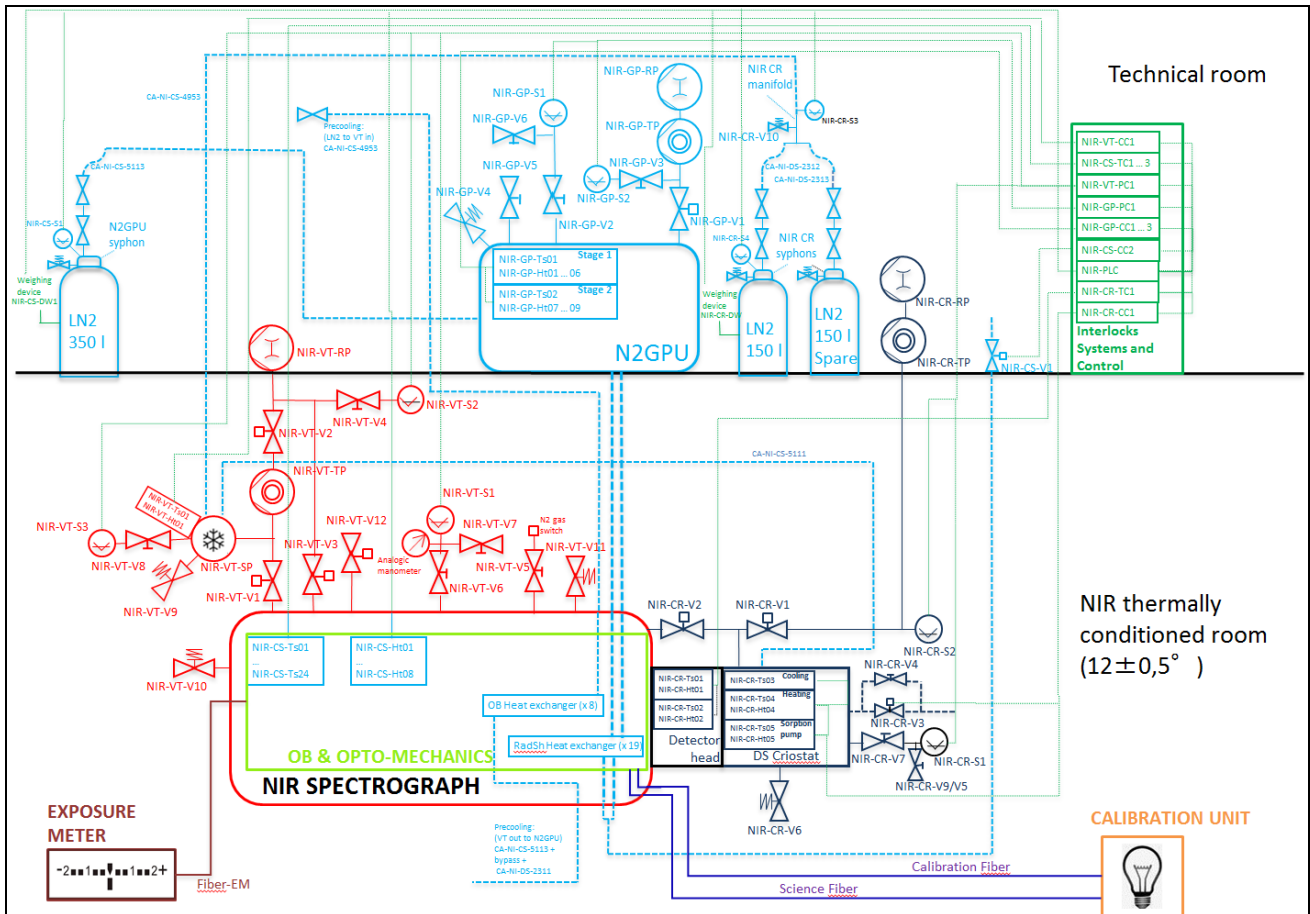 Technical room
NIR-GP-RP
NIR CR
manifold
CA-NI-CS-4953
NIR-GP-S1
NIR-GP-V6
NIR-GP-TP
NIR-CR-S3
NIR-CR-V10
Precooling:
(LN2 to VT in)
CA-NI-CS-4953
CA-NI-CS-5113
NIR-GP-V5
NIR-GP-V3
CA-NI-DS-2312
CA-NI-DS-2313
NIR-GP-V4
NIR-GP-S2
NIR-GP-V2
NIR-GP-V1
NIR-CS-S1
N2GPU
syphon
NIR-CR-S4
NIR CR
syphons
NIR-VT-CC1
NIR-CS-TC1 ... 3
NIR-VT-PC1
NIR-GP-PC1
NIR-GP-CC1 ... 3
NIR-CS-CC2
NIR-PLC
NIR-CR-TC1
NIR-CR-CC1
Interlocks
Systems and
Control
Stage 1
NIR-GP-Ts01
NIR-GP-Ht01 ... 06
Stage 2
NIR-GP-Ts02
NIR-GP-Ht07 ... 09
N2GPU
Weighing
device
NIR-CS-DW1
LN2
350 l
Weighing
device
NIR-CR-DW
LN2
150 l
LN2
150 l
Spare
NIR-CR-RP
NIR-CR-TP
NIR-CS-V1
NIR-VT-RP
NIR-VT-V4
NIR-VT-S2
NIR-VT-V2
NIR-VT-TP
CA-NI-CS-5111
NIR-VT-Ts01
NIR-VT-Ht01
NIR-VT-S3
NIR-VT-V8
NIR-VT-SP
NIR-VT-V9
NIR-VT-V1
NIR-VT-V3
NIR-VT-V12
Analogic
manometer
NIR-VT-S1
NIR-VT-V7
NIR-VT-V6
NIR-VT-V5
N2 gas
switch
NIR-VT-V11
NIR-VT-V10
NIR-CR-V2
NIR-CR-V1
NIR-CR-S2
NIR-CR-V4
NIR-CR-V3
NIR-CR-V7
NIR-CR-S1
NIR-CR-V9/V5
NIR-CR-V6
NIR thermally
conditioned room
(12±0,5° )
NIR-CS-Ts01
...
NIR-CS-Ts24
NIR-CS-Ht01
...
NIR-CS-Ht08
OB Heat exchanger (x 8)
RadSh Heat exchanger (x 19)
OB & OPTO-MECHANICS
NIR SPECTROGRAPH
NIR-CR-Ts01
NIR-CR-Ht01
NIR-CR-Ts02
NIR-CR-Ht02
Detector
head
NIR-CR-Ts03
Cooling
NIR-CR-Ts04
Heating
NIR-CR-Ht04
NIR-CR-Ts05
Sorption
pump
NIR-CR-Ht05
DS Criostat
Precooling:
(VT out to N2GPU)
CA-NI-CS-5113 +
bypass +
CA-NI-DS-2311
EXPOSURE
METER
-2 1 1 2+
Fiber-EM
CALIBRATION UNIT
Calibration Fiber
Science Fiber